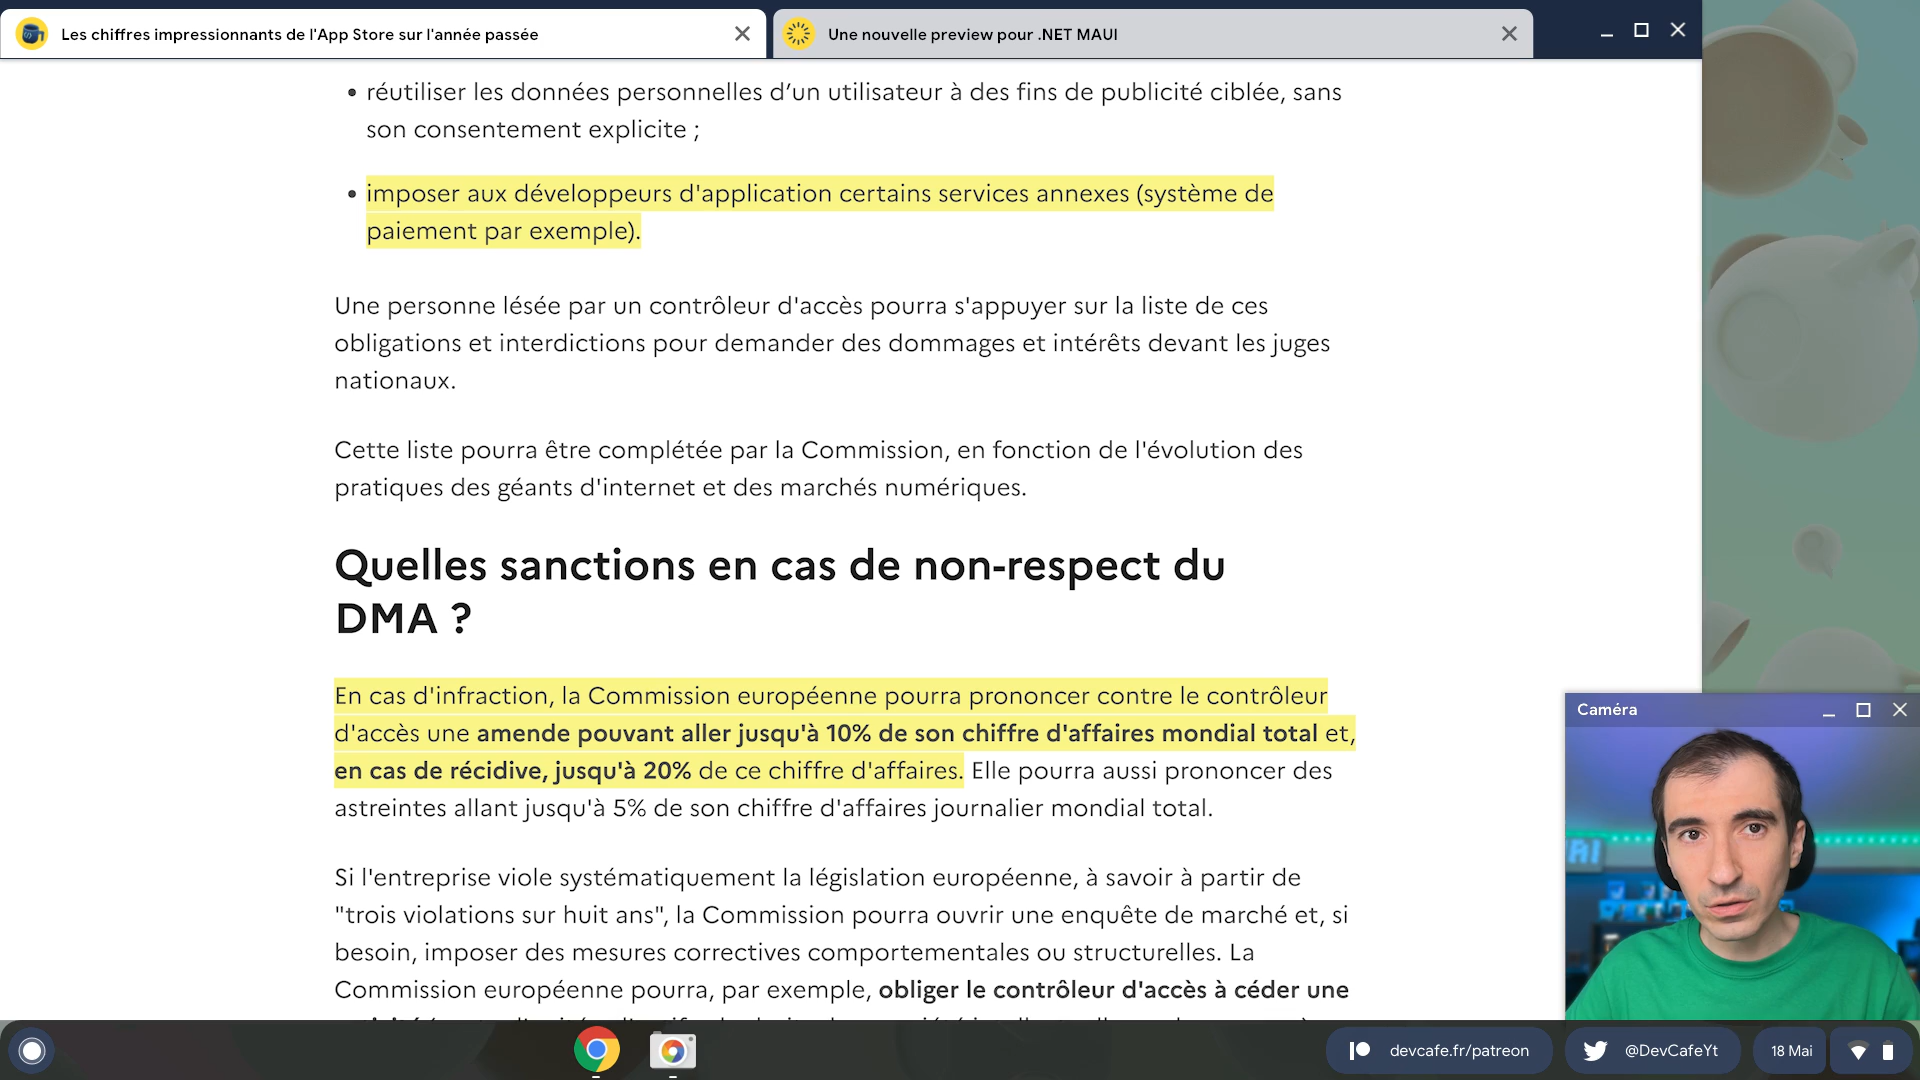 Les chiffres impressionnants de l'App Store sur l'année passée
Une nouvelle preview pour .NET MAUI
• réutiliser les données personnelles d’un utilisateur à des fins de publicité ciblée, sans
son consentement explicite ;
• imposer aux développeurs d'application certains services annexes (système de
paiement par exemple).
Une personne lésée par un contrôleur d'accès pourra s'appuyer sur la liste de ces
obligations et interdictions pour demander des dommages et intérêts devant les juges
nationaux.
Cette liste pourra être complétée par la Commission, en fonction de l'évolution des
pratiques des géants d'internet et des marchés numériques.
Quelles sanctions en cas de non-respect du
DMA ?
En cas d'infraction, la Commission européenne pourra prononcer contre le contrôleur
d'accès une amende pouvant aller jusqu'à 10% de son chiffre d'affaires mondial total et,
en cas de récidive, jusqu'à 20% de ce chiffre d'affaires. Elle pourra aussi prononcer des
astreintes allant jusqu'à 5% de son chiffre d'affaires journalier mondial total.
Si l'entreprise viole systématiquement la législation européenne, à savoir à partir de
"trois violations sur huit ans", la Commission pourra ouvrir une enquête de marché et, si
besoin, imposer des mesures correctives comportementales ou structurelles. La
Commission européenne pourra, par exemple, obliger le contrôleur d'accès à céder une
Caméra
devcafe.fr/patreon
@DevCafeYt
18 Mai